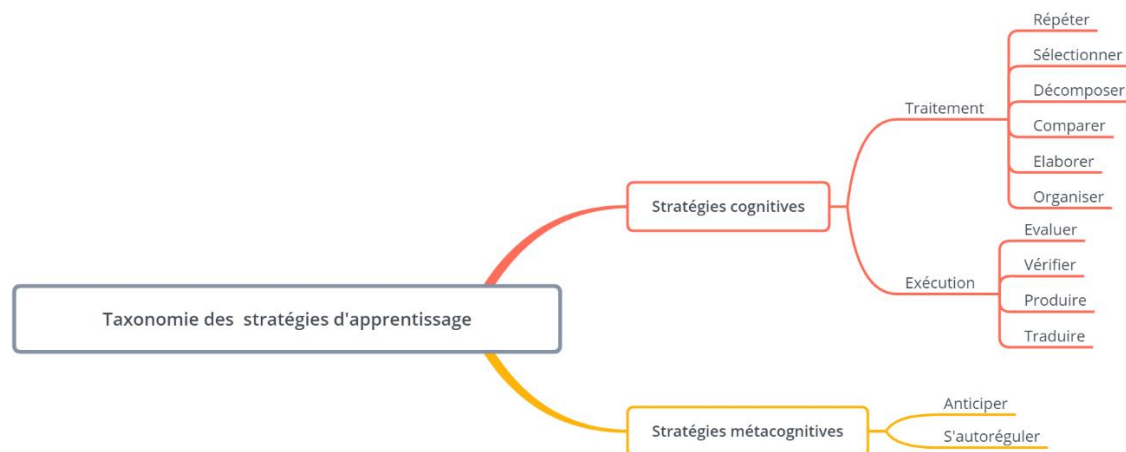 Taxonomie des stratégies d'apprentissage
Stratégies cognitives
Traitement
Répéter
Sélectionner
Décomposer
Comparer
Elaborer
Organiser
Exécution
Evaluer
Vérifier
Produire
Traduire
Stratégies métacognitives
Anticiper
S'autoréguler